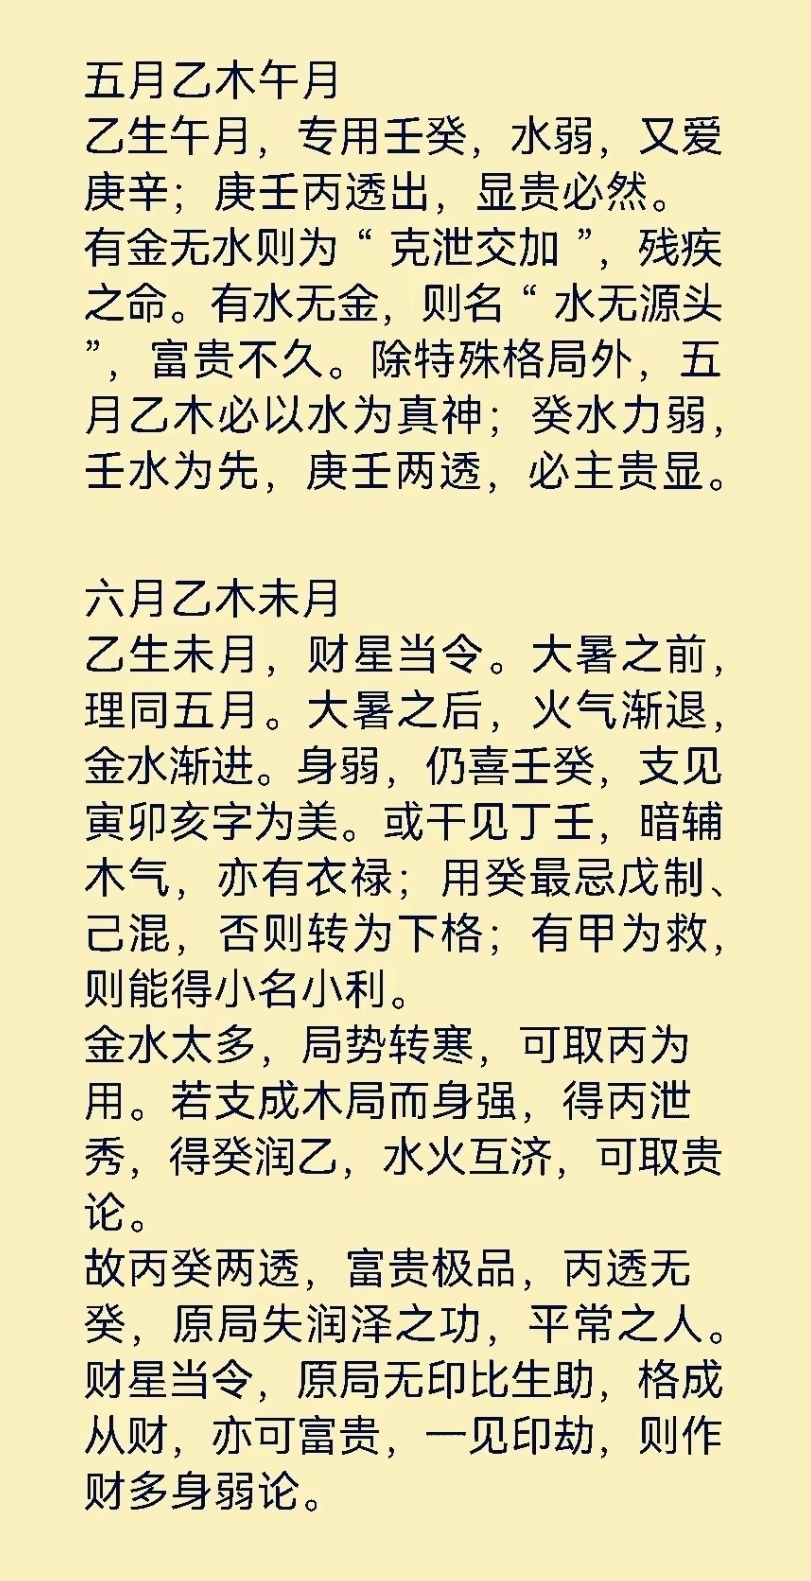 五月乙木午月
乙生午月，专用壬癸，水弱，又爱
庚辛；庚壬丙透出，显贵必然。
有金无水则为“克泄交加”，残疾
之命。有水无金，则名“水无源头
”，富贵不久。除特殊格局外，五
月乙木必以水为真神；癸水力弱，
壬水为先，庚壬两透，必主贵显。
六月乙木未月
乙生未月，财星当令。大暑之前，
理同五月。大暑之后，火气渐退，
金水渐进。身弱，仍喜壬癸，支见
寅卯亥字为美。或干见丁壬，暗辅
木气，亦有衣禄；用癸最忌戊制、
己混，否则转为下格；有甲为救，
则能得小名小利。
金水太多，局势转寒，可取丙为
用。若支成木局而身强，得丙泄
秀，得癸润乙，水火互济，可取贵
论。
故丙癸两透，富贵极品，丙透无
癸，原局失润泽之功，平常之人。
财星当令，原局无印比生助，格成
从财，亦可富贵，一见印劫，则作
财多身弱论。